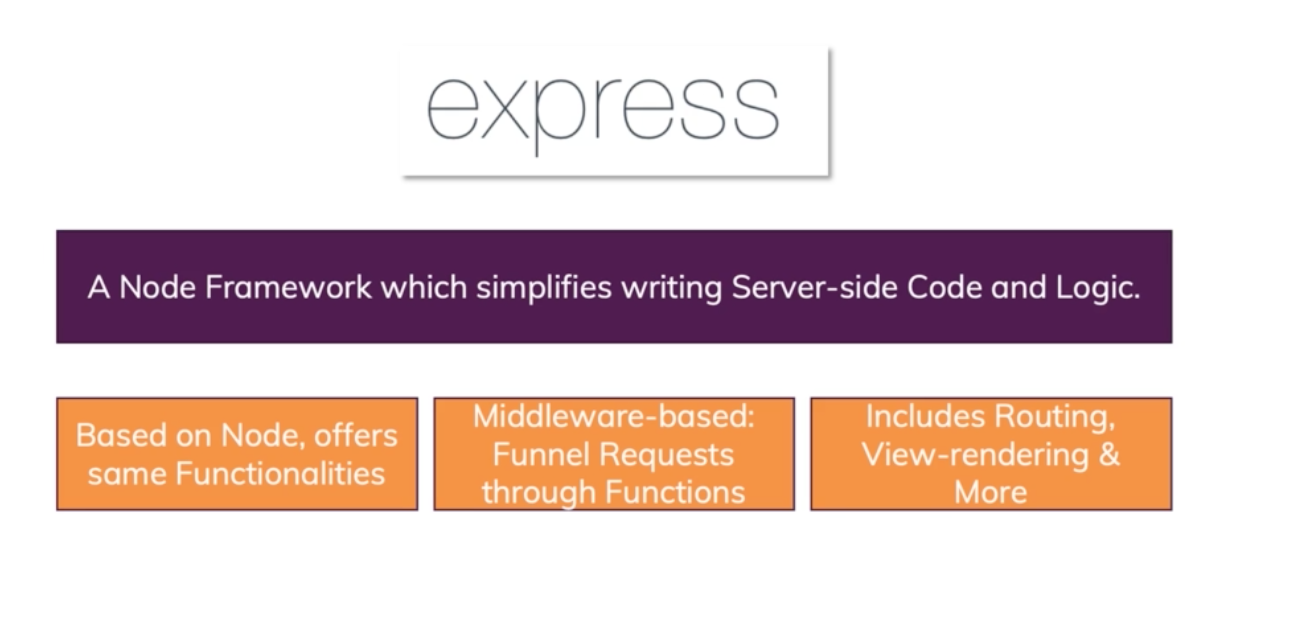 express
A Node Framework which simplifies writing Server-side Code and Logic.
Based on Node, offers
same Functionalities
Middleware-based:
Funnel Requests
through Functions
Includes Routing,
View-rendering &
More